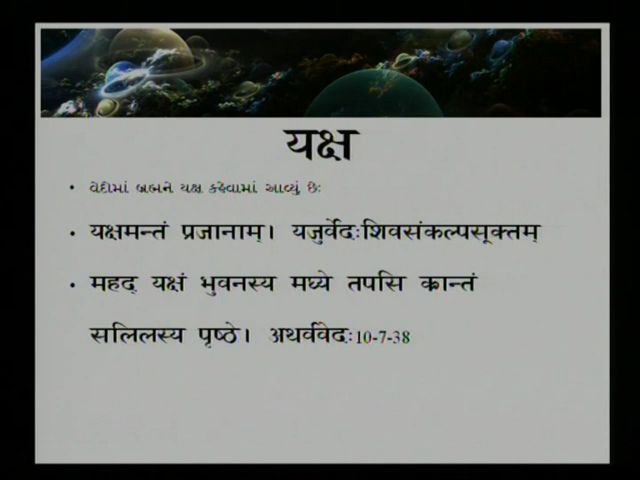 यक्ष
• વેદોમાં બ્રહ્મને યક્ષ કહેવામાં આવ્યું છેઃ
• यक्षमन्तं प्रजानाम्। यजुर्वेदःशिवसंकल्पसूक्तम्
• महद् यक्षं भुवनस्य मध्ये तपसि क्रान्तं
सलिलस्य पृष्ठे। अथर्ववेदः10-7-38